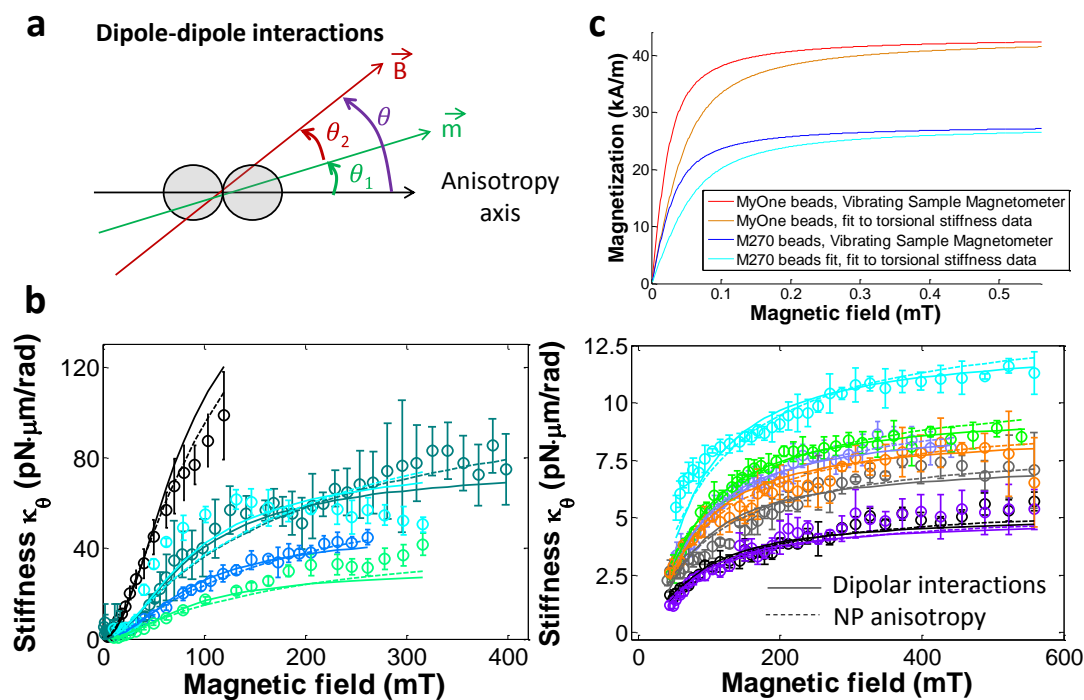 a
Dipole-dipole interactions
B
θ
m
θ2
θ1
Anisotropy
axis
c
Magnetization (kA/m)
40
30
20
10
0
MyOne beads, Vibrating Sample Magnetometer
MyOne beads, fit to torsional stiffness data
M270 beads, Vibrating Sample Magnetometer
M270 beads fit, fit to torsional stiffness data
0 0.1 0.2 0.3 0.4 0.5
Magnetic field (mT)
b
Stiffness κθ (pN·μm/rad)
120
80
40
0
0 100 200 300 400
Magnetic field (mT)
Stiffness κθ (pN·μm/rad)
12.5
10
7.5
5
2.5
0
Dipolar interactions
NP anisotropy
0 200 400 600
Magnetic field (mT)